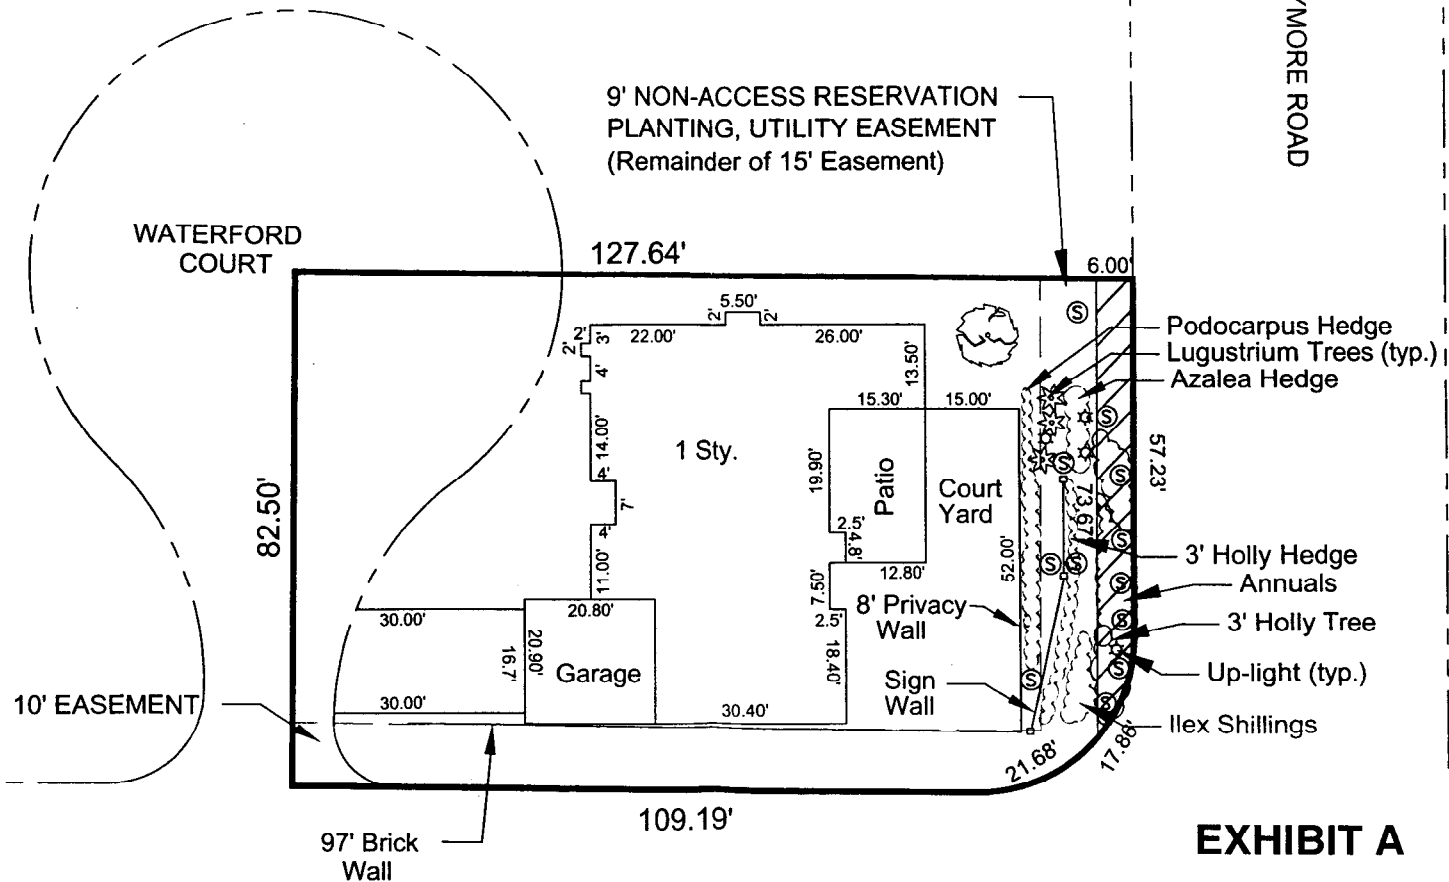 YMORE ROAD
9' NON-ACCESS RESERVATION
PLANTING, UTILITY EASEMENT
(Remainder of 15' Easement)
WATERFORD
COURT
127.64'
6.00'
5.50'
2'
2'
2'
3'
2'
22.00'
26.00'
4'
13.50'
Podocarpus Hedge
Lugustrium Trees (typ.)
Azalea Hedge
15.30'
15.00'
14.00'
1 Sty.
19.90'
Patio
Court
Yard
57.23'
73.67'
82.50'
4'
7'
4'
2.5'
4.8'
11.00'
12.80'
52.00'
7.50'
3' Holly Hedge
Annuals
20.80'
30.00'
2.5'
8' Privacy
Wall
3' Holly Tree
16.7'
20.90'
Garage
18.40'
Up-light (typ.)
Sign
Wall
10' EASEMENT
30.00'
30.40'
Ilex Shillings
21.68'
17.86'
109.19'
97' Brick
Wall
EXHIBIT A
S
S
S
S
S
S
S
S
S
S
S
S
S